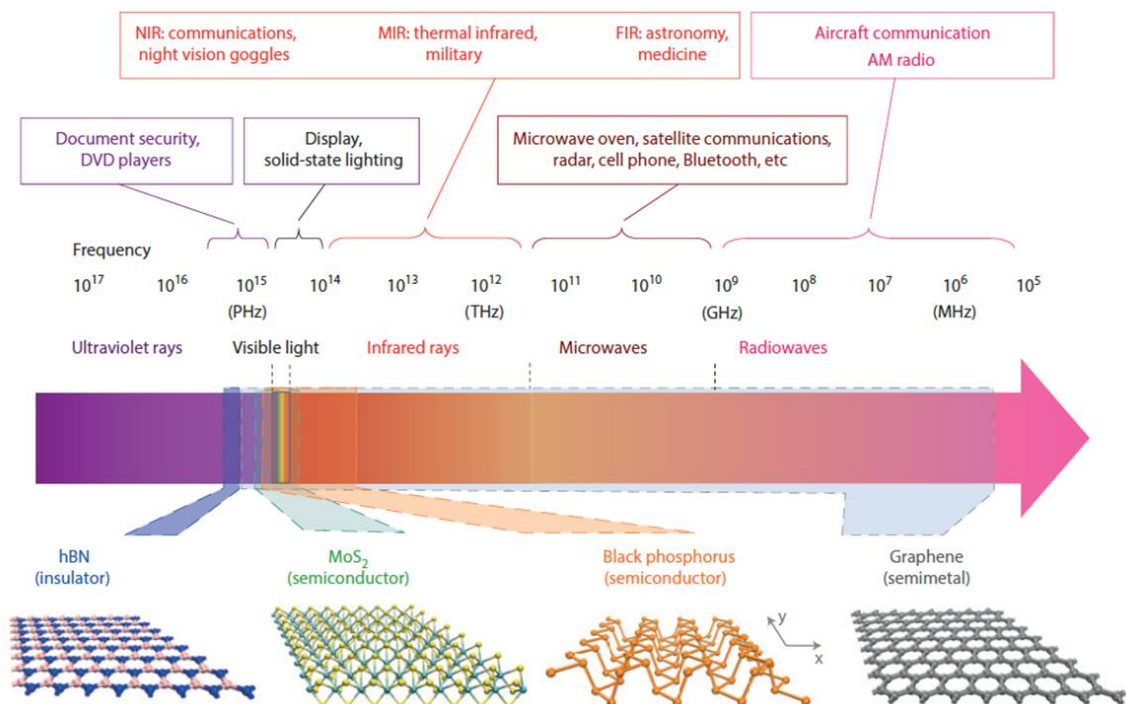 NIR: communications,
night vision goggles
MIR: thermal infrared,
military
FIR: astronomy,
medicine
Aircraft communication
AM radio
Document security,
DVD players
Display,
solid-state lighting
Microwave oven, satellite communications,
radar, cell phone, Bluetooth, etc
Frequency
10¹⁷ 10¹⁶ 10¹⁵ 10¹⁴ 10¹³ 10¹² 10¹¹ 10¹⁰ 10⁹ 10⁸ 10⁷ 10⁶ 10⁵
(PHz) (THz) (GHz) (MHz)
Ultraviolet rays Visible light Infrared rays Microwaves Radiowaves
hBN
(insulator)
MoS₂
(semiconductor)
Black phosphorus
(semiconductor)
Graphene
(semimetal)
y
x